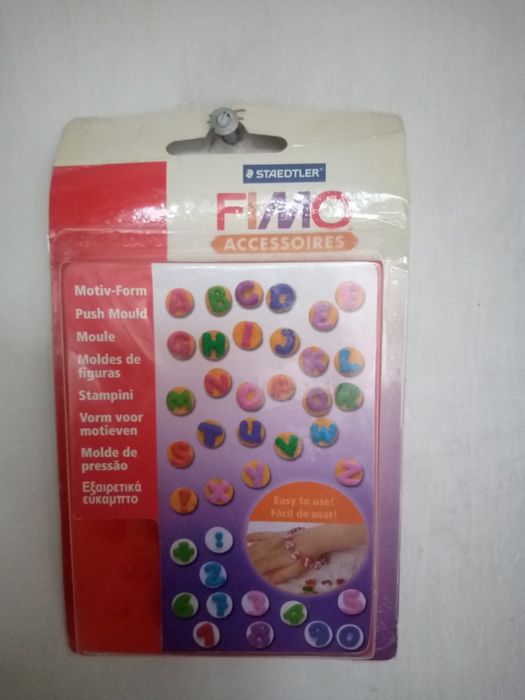 STAEDTLER
FIMO
ACCESSOIRES
Motiv-Form
Push Mould
Moule
Moldes de
figuras
Stampini
Vorm voor
motieven
Molde de
pressão
Εξαιρετικά
εύκαμπτο
A B C D E F
G H I J K L
M N O P Q R
S T U V W
! X Y Z
Easy to use!
Fácil de usar!